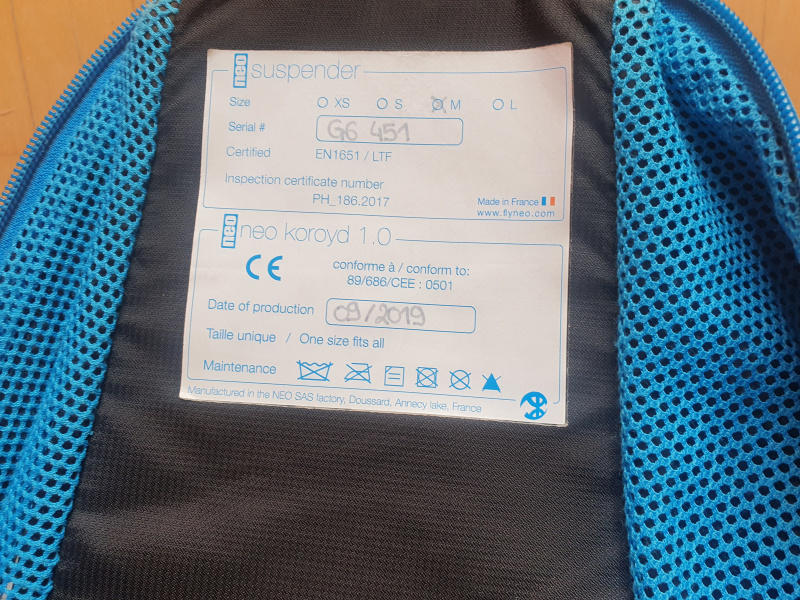 neo suspender
Size XS S M L
Serial # G6 451
Certified EN1651 / LTF
Inspection certificate number
PH_186.2017
Made in France
www.flyneo.com
neo neo koroyd 1.0
CE conforme à / conform to:
89/686/CEE : 0501
Date of production 09/2019
Taille unique / One size fits all
Maintenance
Manufactured in the NEO SAS factory, Doussard, Annecy lake, France